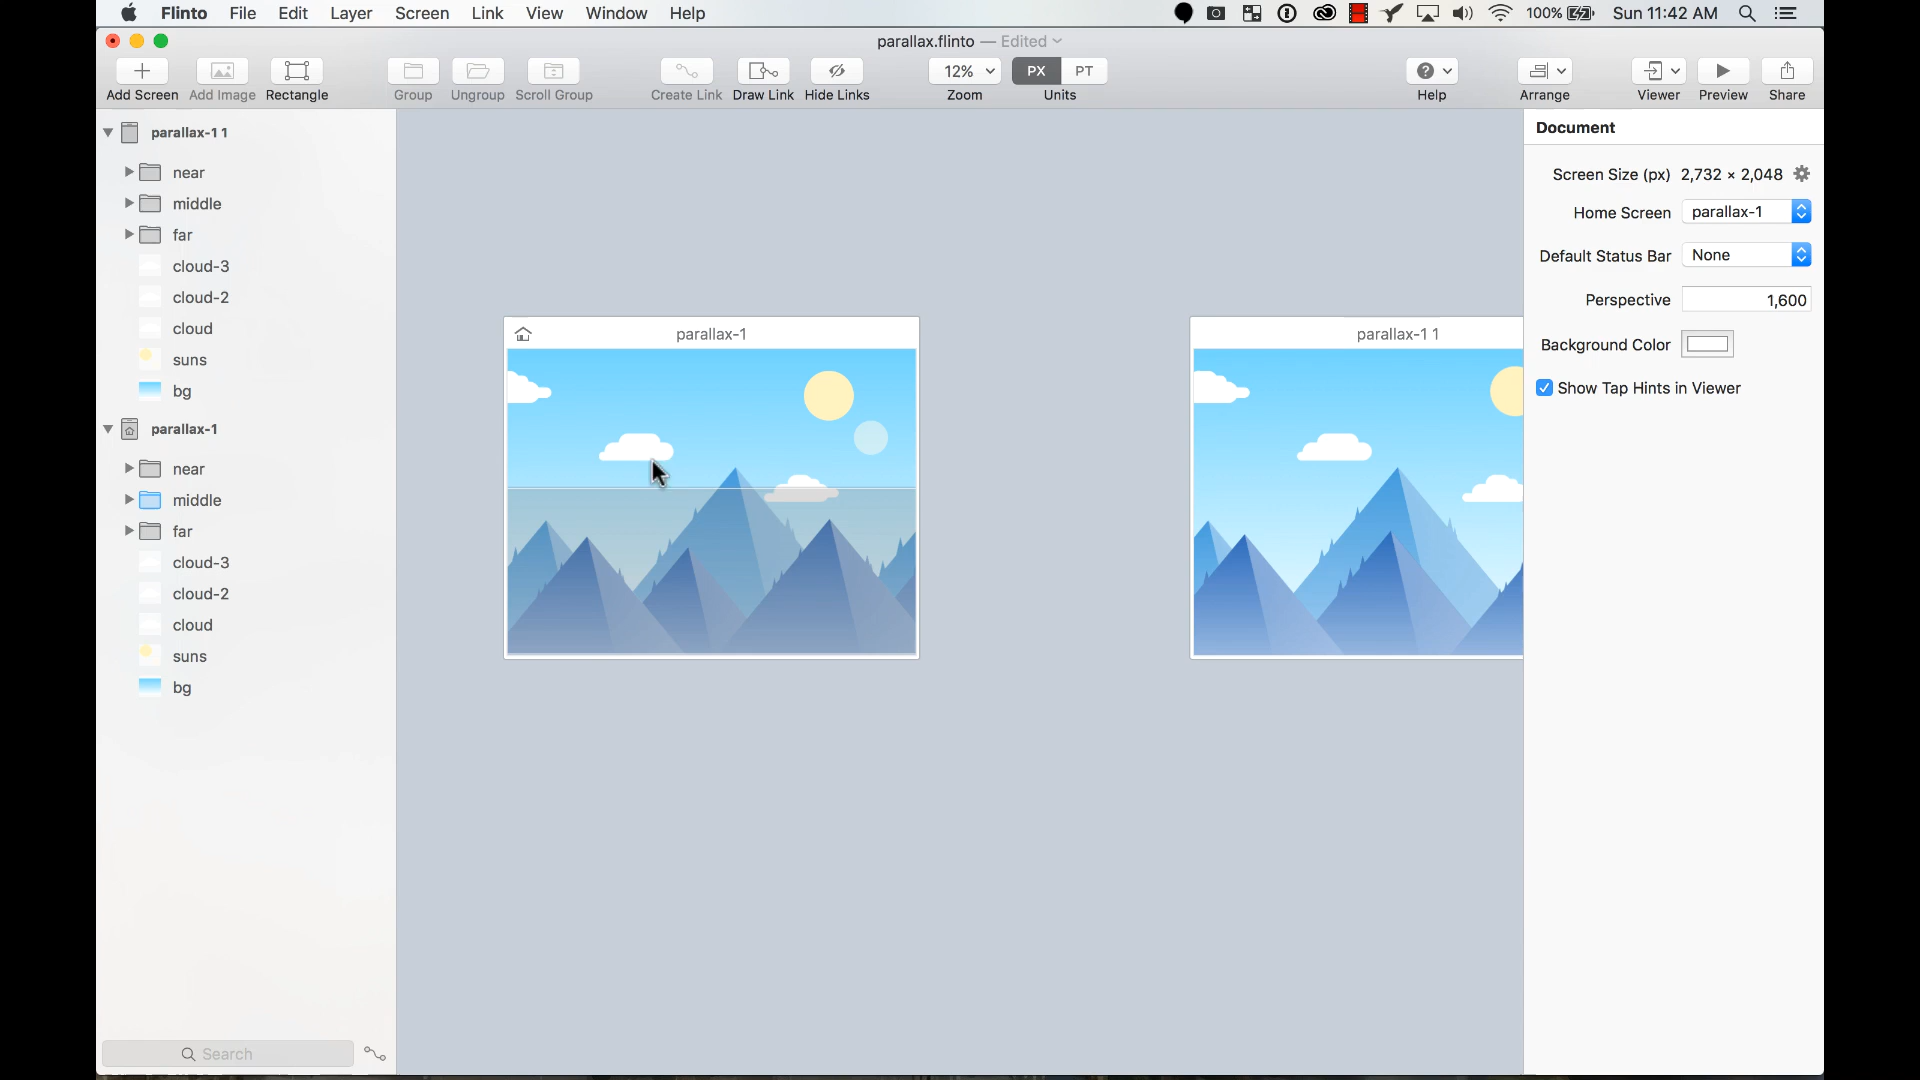 Flinto File Edit Layer Screen Link View Window Help 100% Sun 11:42 AM
parallax.flinto — Edited
12% PX PT
Add Screen Add Image Rectangle Group Ungroup Scroll Group Create Link Draw Link Hide Links Zoom Units Help Arrange Viewer Preview Share
parallax-1 1
near
middle
far
cloud-3
cloud-2
cloud
suns
bg
parallax-1
near
middle
far
cloud-3
cloud-2
cloud
suns
bg
Search
parallax-1
parallax-1 1
Document
Screen Size (px) 2,732 × 2,048
Home Screen parallax-1
Default Status Bar None
Perspective 1,600
Background Color
Show Tap Hints in Viewer